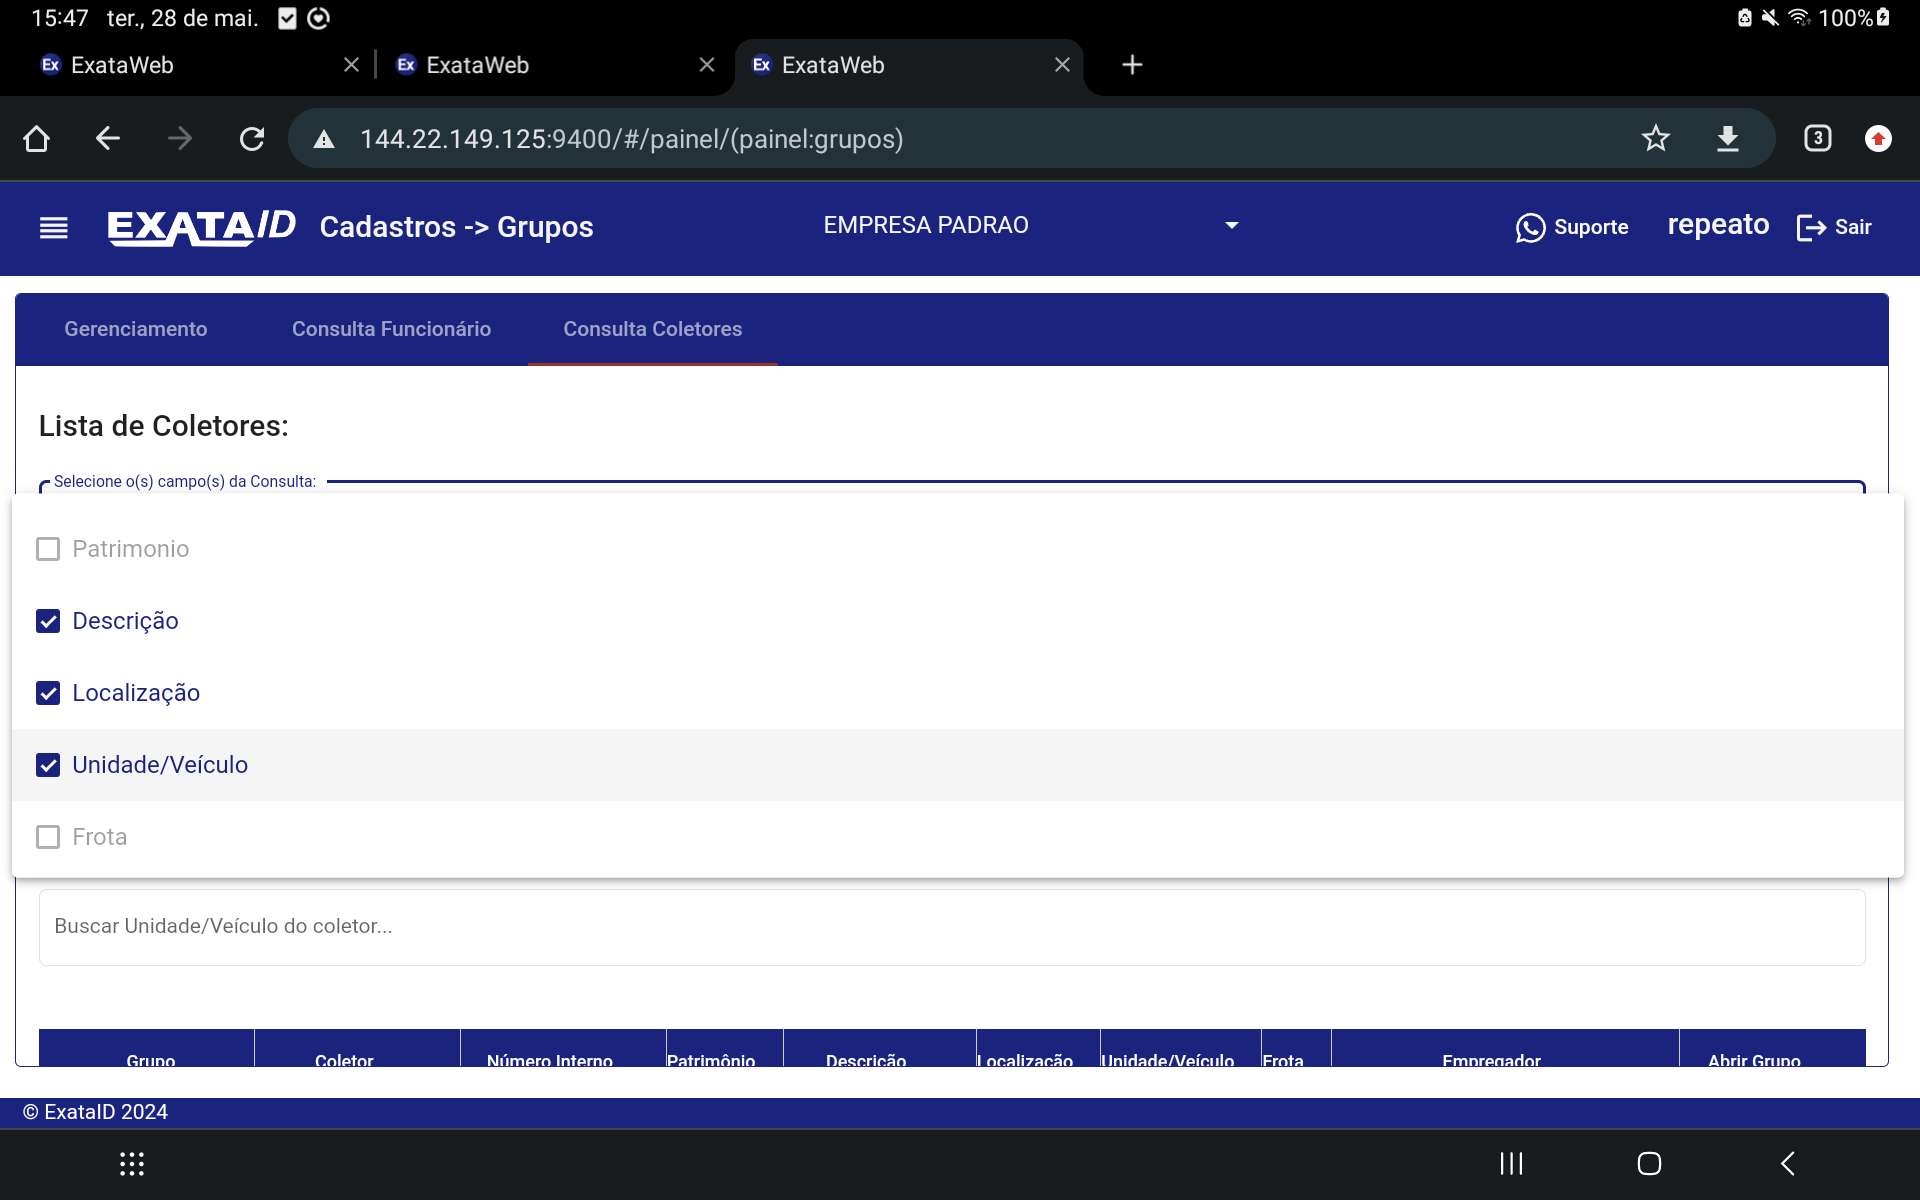 15:47 ter., 28 de mai. 100%
Ex ExataWeb Ex ExataWeb Ex ExataWeb
144.22.149.125:9400/#/painel/(painel:grupos) 3
EXATAID Cadastros -> Grupos EMPRESA PADRAO Suporte repeato Sair
Gerenciamento Consulta Funcionário Consulta Coletores
Lista de Coletores:
Selecione o(s) campo(s) da Consulta:
Patrimonio
Descrição
Localização
Unidade/Veículo
Frota
Buscar Unidade/Veículo do coletor...
Grupo Coletor Número Interno Patrimônio Descrição Localização Unidade/Veículo Frota Empregador Abrir Grupo
© ExataID 2024